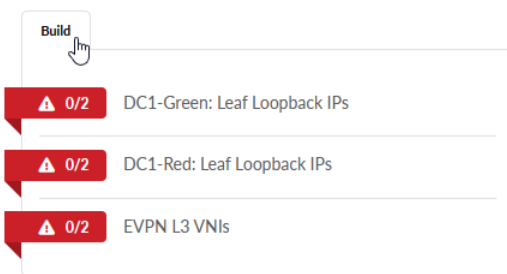 Build
0/2 DC1-Green: Leaf Loopback IPs
0/2 DC1-Red: Leaf Loopback IPs
0/2 EVPN L3 VNIs